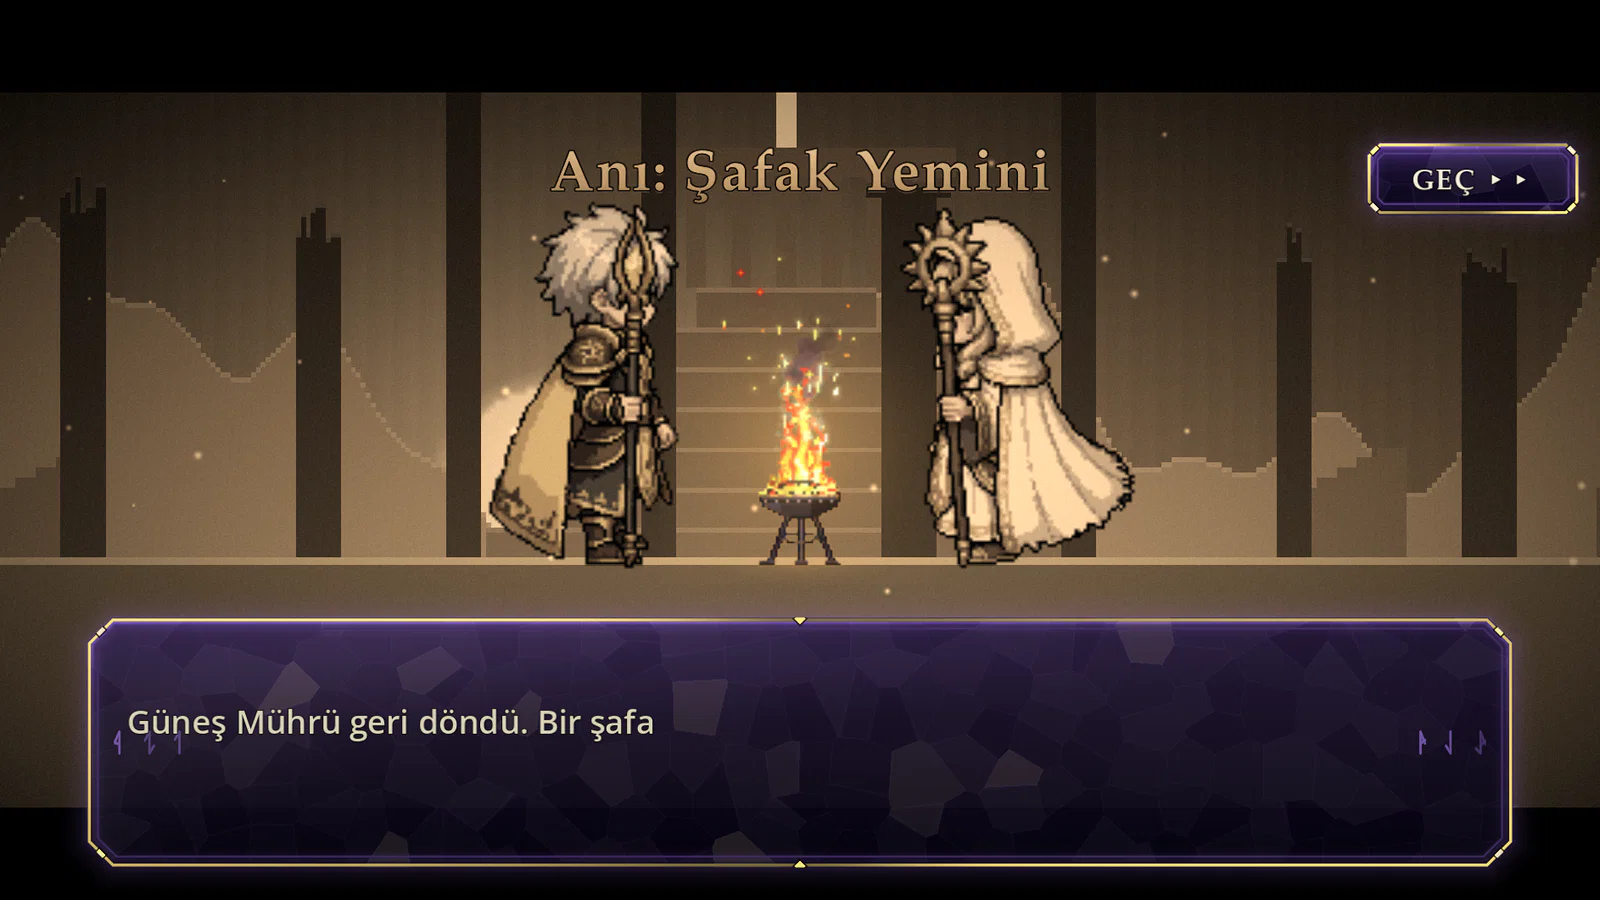 Anı: Şafak Yemini
GEÇ
Güneş Mührü geri döndü. Bir şafa